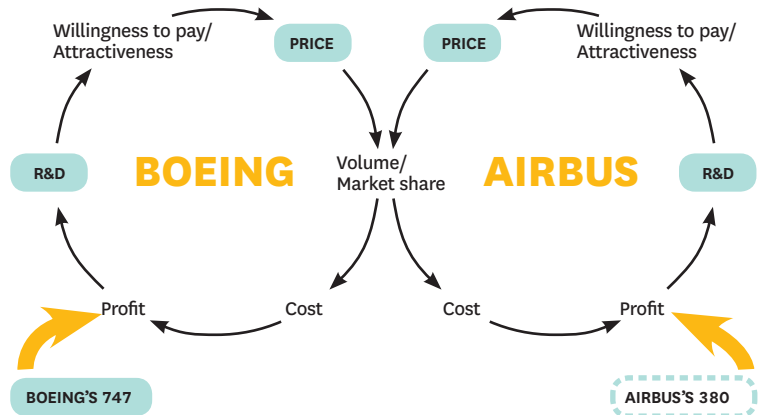 Willingness to pay/
Attractiveness
PRICE
PRICE
Willingness to pay/
Attractiveness
R&D
BOEING
Volume/
Market share
AIRBUS
R&D
Profit
Cost
Cost
Profit
BOEING'S 747
AIRBUS'S 380